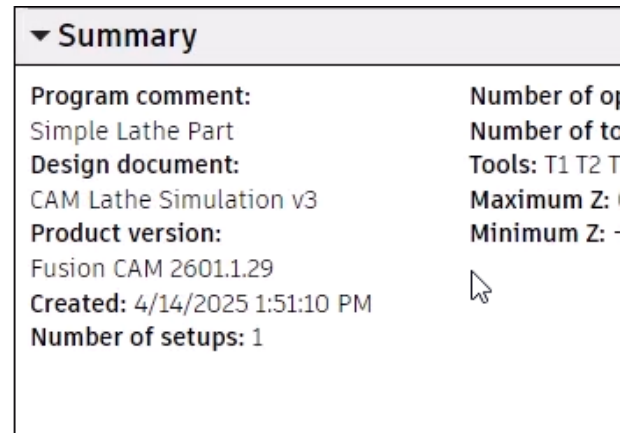 Summary
Program comment:
Simple Lathe Part
Design document:
CAM Lathe Simulation v3
Product version:
Fusion CAM 2601.1.29
Created: 4/14/2025 1:51:10 PM
Number of setups: 1
Number of
Number of
Tools: T1 T2
Maximum Z:
Minimum Z: -